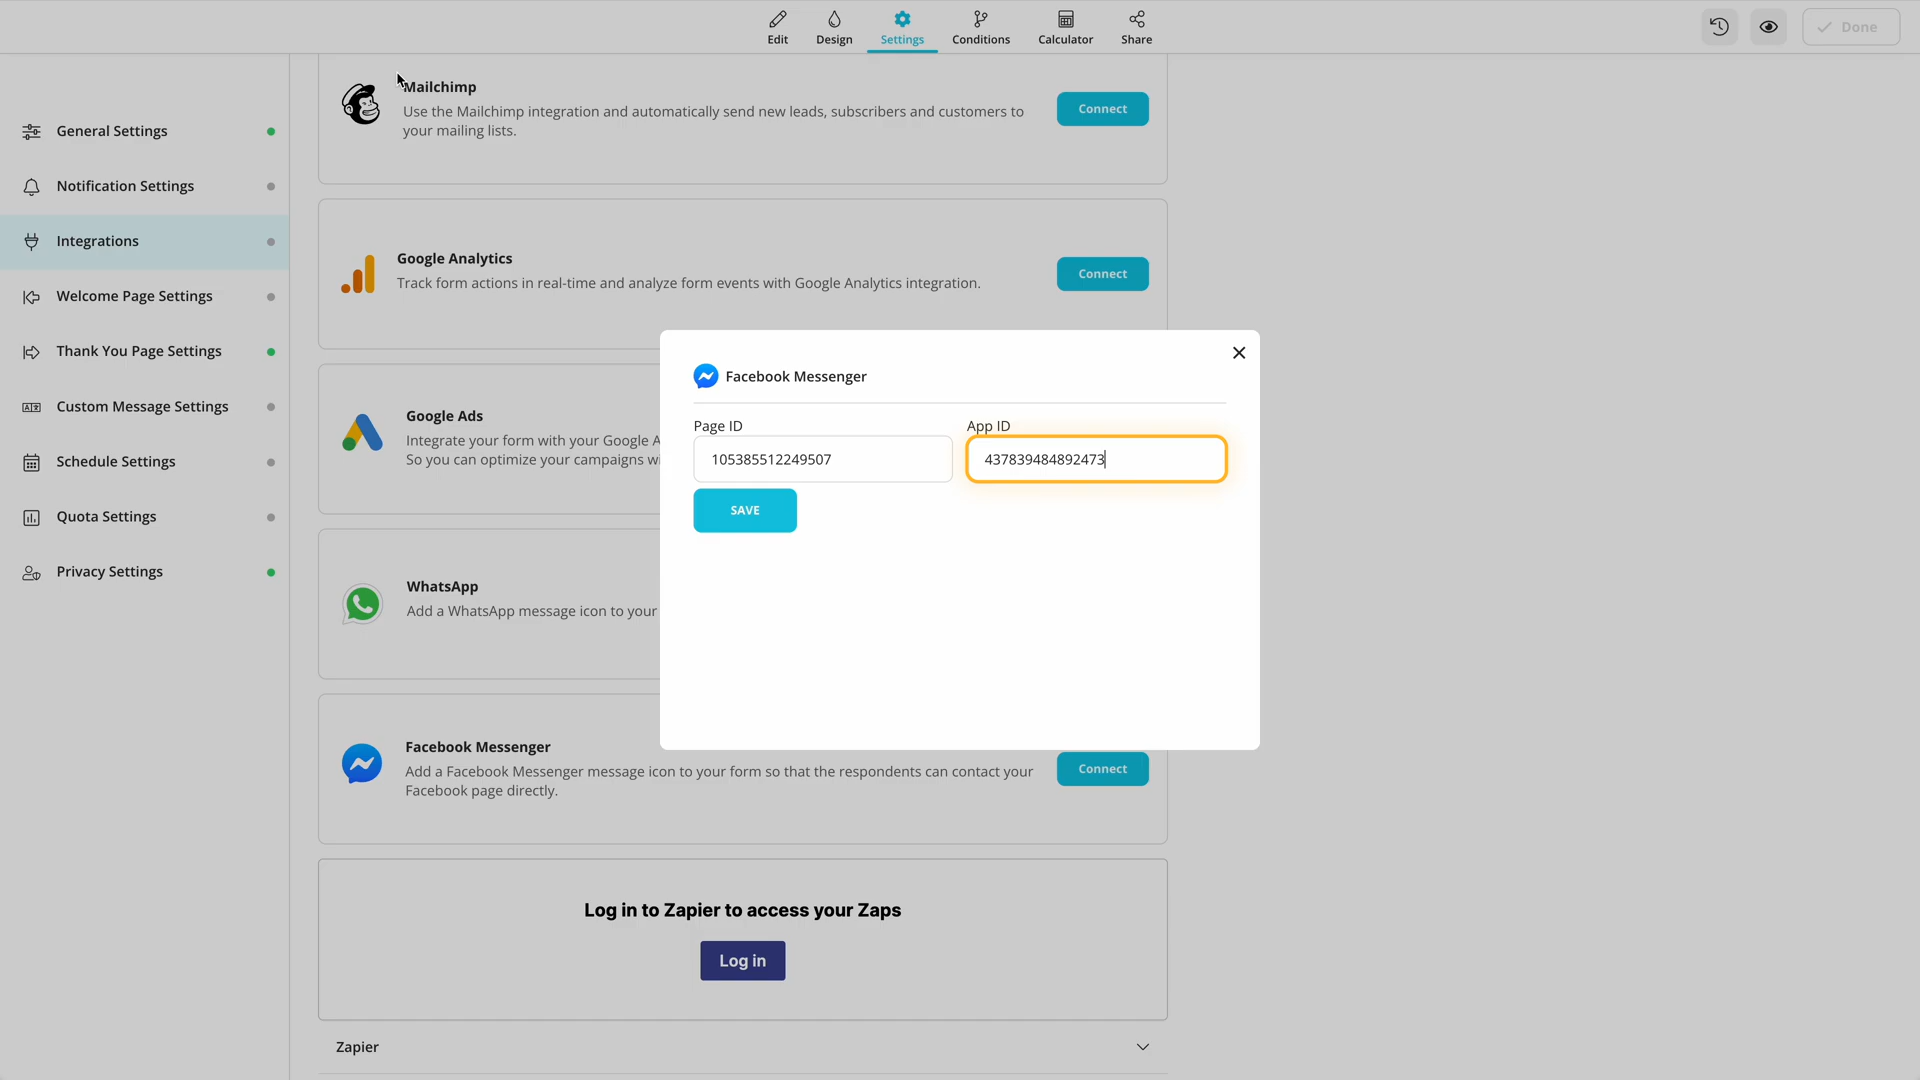 Edit
Design
Settings
Conditions
Calculator
Share
Done
General Settings
Notification Settings
Integrations
Welcome Page Settings
Thank You Page Settings
Custom Message Settings
Schedule Settings
Quota Settings
Privacy Settings
Mailchimp
Use the Mailchimp integration and automatically send new leads, subscribers and customers to
your mailing lists.
Connect
Google Analytics
Track form actions in real-time and analyze form events with Google Analytics integration.
Connect
Google Ads
Integrate your form with your Google A
So you can optimize your campaigns wi
WhatsApp
Add a WhatsApp message icon to your
Facebook Messenger
Page ID
App ID
105385512249507
437839484892473
SAVE
Facebook Messenger
Add a Facebook Messenger message icon to your form so that the respondents can contact your
Facebook page directly.
Connect
Log in to Zapier to access your Zaps
Log in
Zapier